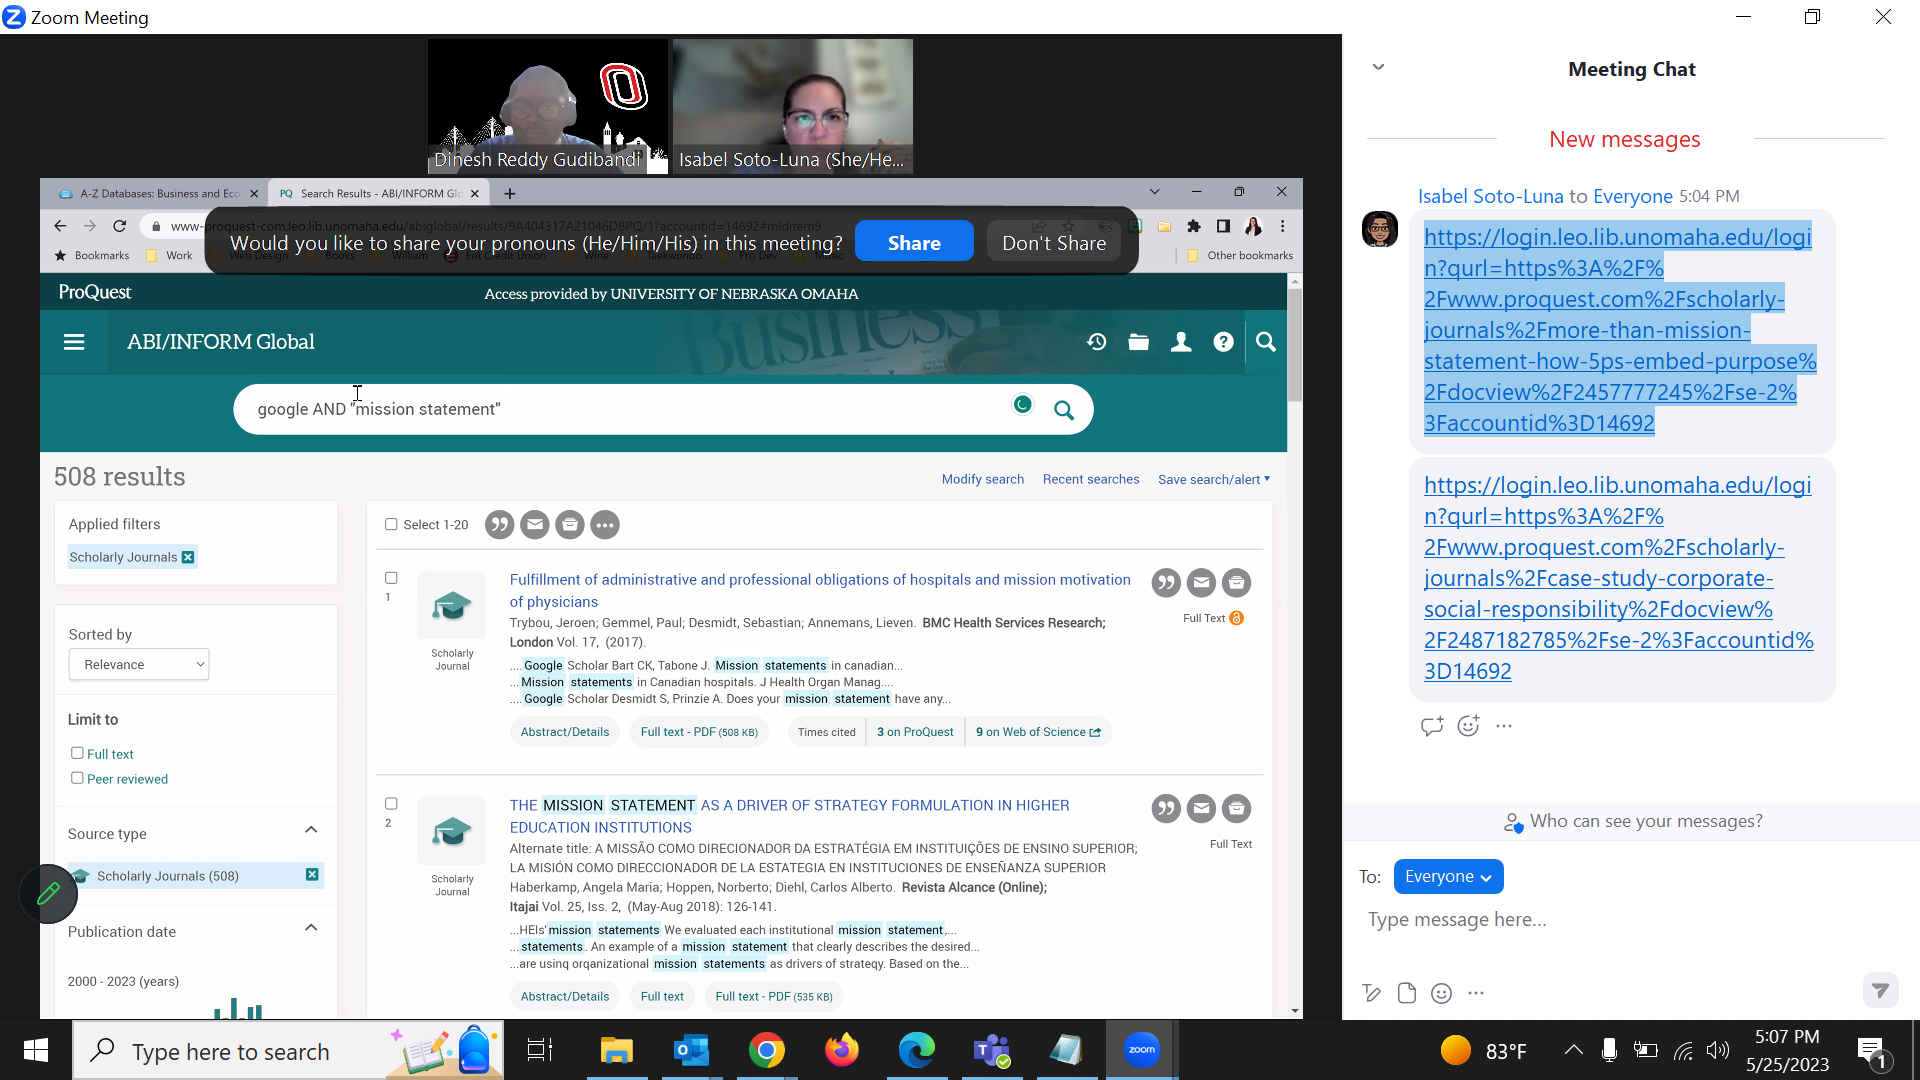 Zoom Meeting
Dinesh Reddy Gudibandi
Isabel Soto-Luna (She/He...
A-Z Databases: Business and Eco
PQ Search Results - ABI/INFORM Glo
www-proquest-com.leo.lib.unomaha.edu/abiglobal/results/9A404317A21046DBPQ/1?accountid=14692#mlditem9
Would you like to share your pronouns (He/Him/His) in this meeting?
Share
Don't Share
Bookmarks
Work
Web Design
Books
William
Ent Credit Union
Wine
Taekwondo
Pro Dev
Music
Other bookmarks
ProQuest
Access provided by UNIVERSITY OF NEBRASKA OMAHA
ABI/INFORM Global
Business
google AND "mission statement"
508 results
Modify search
Recent searches
Save search/alert
Applied filters
Scholarly Journals
Sorted by
Relevance
Limit to
Full text
Peer reviewed
Source type
Scholarly Journals (508)
Publication date
2000 - 2023 (years)
Select 1-20
1
Scholarly
Journal
Fulfillment of administrative and professional obligations of hospitals and mission motivation
of physicians
Trybou, Jeroen; Gemmel, Paul; Desmidt, Sebastian; Annemans, Lieven. BMC Health Services Research;
London Vol. 17, (2017).
....Google Scholar Bart CK, Tabone J. Mission statements in canadian...
...Mission statements in Canadian hospitals. J Health Organ Manag....
....Google Scholar Desmidt S, Prinzie A. Does your mission statement have any...
Full Text
Abstract/Details
Full text - PDF (508 KB)
Times cited
3 on ProQuest
9 on Web of Science
2
Scholarly
Journal
THE MISSION STATEMENT AS A DRIVER OF STRATEGY FORMULATION IN HIGHER
EDUCATION INSTITUTIONS
Alternate title: A MISSÃO COMO DIRECIONADOR DA ESTRATÉGIA EM INSTITUIÇÕES DE ENSINO SUPERIOR;
LA MISIÓN COMO DIRECCIONADOR DE LA ESTATEGIA EN INSTITUCIONES DE ENSEÑANZA SUPERIOR
Haberkamp, Angela Maria; Hoppen, Norberto; Diehl, Carlos Alberto. Revista Alcance (Online);
Itajai Vol. 25, Iss. 2, (May-Aug 2018): 126-141.
...HEIs' mission statements We evaluated each institutional mission statement,...
...statements. An example of a mission statement that clearly describes the desired...
...are using organizational mission statements as drivers of strategy. Based on the...
Full Text
Abstract/Details
Full text
Full text - PDF (535 KB)
Meeting Chat
New messages
Isabel Soto-Luna to Everyone 5:04 PM
https://login.leo.lib.unomaha.edu/logi
n?qurl=https%3A%2F%
2Fwww.proquest.com%2Fscholarly-
journals%2Fmore-than-mission-
statement-how-5ps-embed-purpose%
2Fdocview%2F2457777245%2Fse-2%
3Faccountid%3D14692
https://login.leo.lib.unomaha.edu/logi
n?qurl=https%3A%2F%
2Fwww.proquest.com%2Fscholarly-
journals%2Fcase-study-corporate-
social-responsibility%2Fdocview%
2F2487182785%2Fse-2%3Faccountid%
3D14692
Who can see your messages?
To:
Everyone
Type message here...
Type here to search
zoom
83°F
5:07 PM
5/25/2023
1